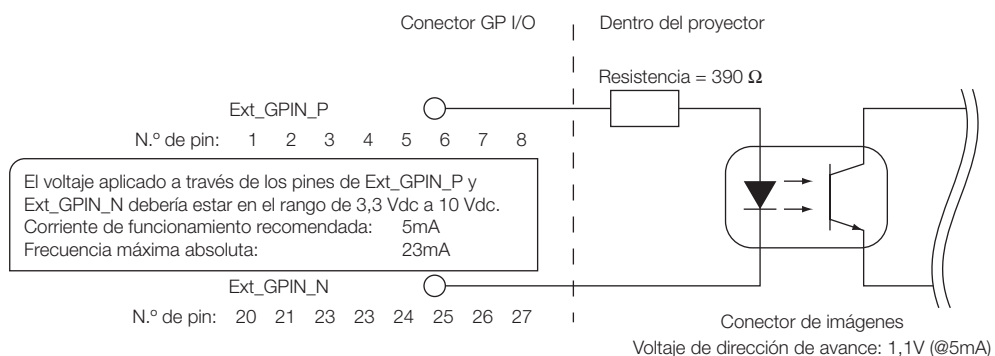 Conector GP I/O
Dentro del proyector
Resistencia = 390 Ω
Ext_GPIN_P
N.º de pin: 1 2 3 4 5 6 7 8
El voltaje aplicado a través de los pines de Ext_GPIN_P y
Ext_GPIN_N debería estar en el rango de 3,3 Vdc a 10 Vdc.
Corriente de funcionamiento recomendada: 5mA
Frecuencia máxima absoluta: 23mA
Ext_GPIN_N
N.º de pin: 20 21 23 23 24 25 26 27
Conector de imágenes
Voltaje de dirección de avance: 1,1V (@5mA)